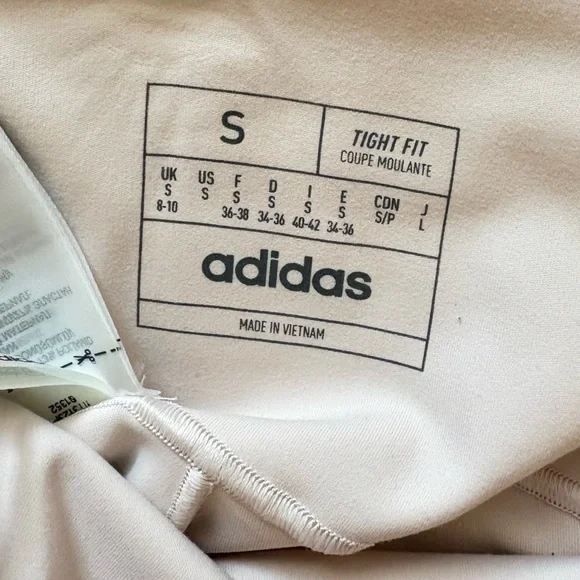 S
TIGHT FIT
COUPE MOULANTE
UK US F D I E CDN J
S S S S S S S/P L
8-10 36-38 34-36 40-42 34-36
adidas
MADE IN VIETNAM
61352